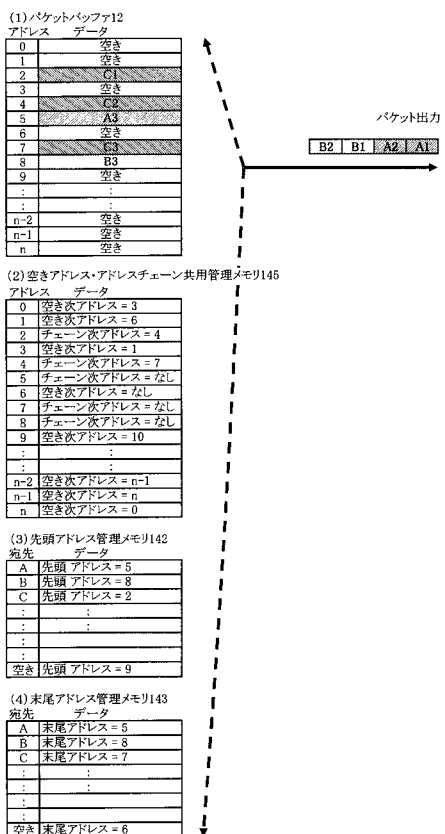 (1)パケットバッファ12
アドレス データ
0 空き
1 空き
2 C1
3 空き
4 C2
5 A3
6 空き
7 C3
8 B3
9 空き
: :
: :
n-2 空き
n-1 空き
n 空き
パケット出力
B2 B1 A2 A1
(2)空きアドレス・アドレスチェーン共用管理メモリ145
アドレス データ
0 空き次アドレス=3
1 空き次アドレス=6
2 チェーン次アドレス=4
3 空き次アドレス=1
4 チェーン次アドレス=7
5 チェーン次アドレス=なし
6 空き次アドレス=なし
7 チェーン次アドレス=なし
8 チェーン次アドレス=なし
9 空き次アドレス=10
: :
: :
n-2 空き次アドレス=n-1
n-1 空き次アドレス=n
n 空き次アドレス=0
(3)先頭アドレス管理メモリ142
宛先 データ
A 先頭 アドレス=5
B 先頭 アドレス=8
C 先頭 アドレス=2
: :
: :
:
:
空き 先頭 アドレス=9
(4)末尾アドレス管理メモリ143
宛先 データ
A 末尾アドレス=5
B 末尾アドレス=8
C 末尾アドレス=7
: :
: :
:
:
空き 末尾アドレス=6